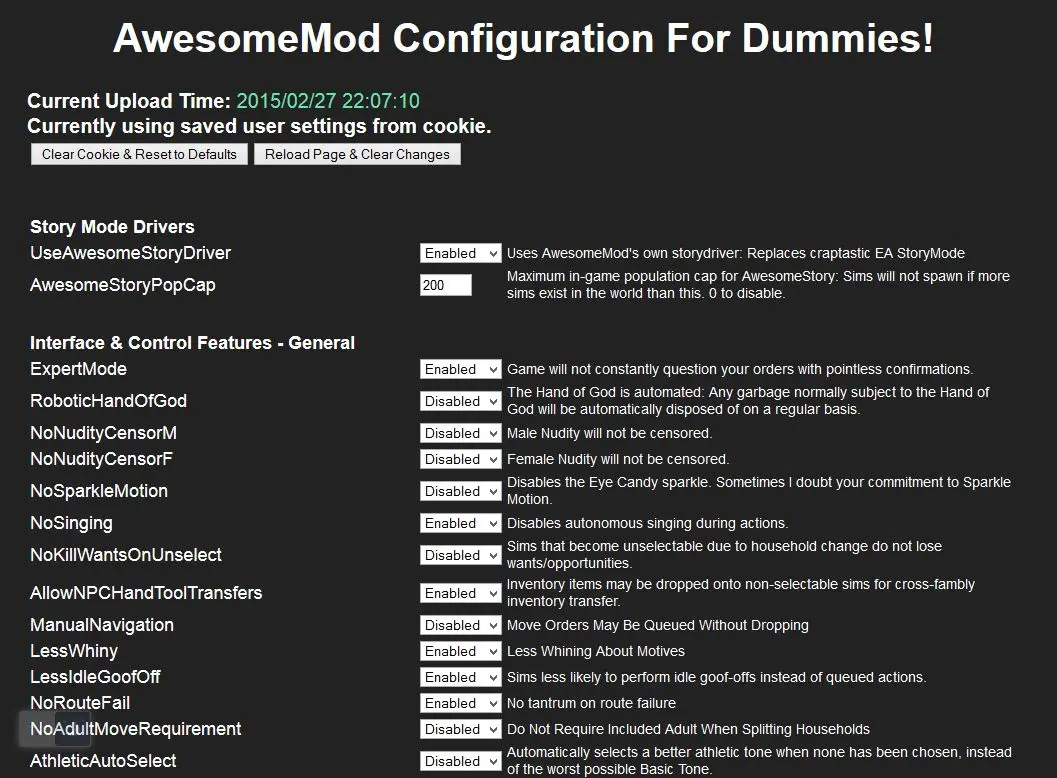 AwesomeMod Configuration For Dummies!
Current Upload Time: 2015/02/27 22:07:10
Currently using saved user settings from cookie.
Clear Cookie & Reset to Defaults Reload Page & Clear Changes
Story Mode Drivers
UseAwesomeStoryDriver Enabled Uses AwesomeMod's own storydriver: Replaces craptastic EA StoryMode
AwesomeStoryPopCap 200 Maximum in-game population cap for AwesomeStory: Sims will not spawn if more
sims exist in the world than this. 0 to disable.
Interface & Control Features - General
ExpertMode Enabled Game will not constantly question your orders with pointless confirmations.
RoboticHandOfGod Disabled The Hand of God is automated: Any garbage normally subject to the Hand of
God will be automatically disposed of on a regular basis.
NoNudityCensorM Disabled Male Nudity will not be censored.
NoNudityCensorF Disabled Female Nudity will not be censored.
NoSparkleMotion Disabled Disables the Eye Candy sparkle. Sometimes I doubt your commitment to Sparkle
Motion.
NoSinging Enabled Disables autonomous singing during actions.
NoKillWantsOnUnselect Disabled Sims that become unselectable due to household change do not lose
wants/opportunities.
AllowNPCHandToolTransfers Enabled Inventory items may be dropped onto non-selectable sims for cross-fambly
inventory transfer.
ManualNavigation Disabled Move Orders May Be Queued Without Dropping
LessWhiny Enabled Less Whining About Motives
LessIdleGoofOff Enabled Sims less likely to perform idle goof-offs instead of queued actions.
NoRouteFail Enabled No tantrum on route failure
NoAdultMoveRequirement Disabled Do Not Require Included Adult When Splitting Households
AthleticAutoSelect Disabled Automatically selects a better athletic tone when none has been chosen, instead
of the worst possible Basic Tone.